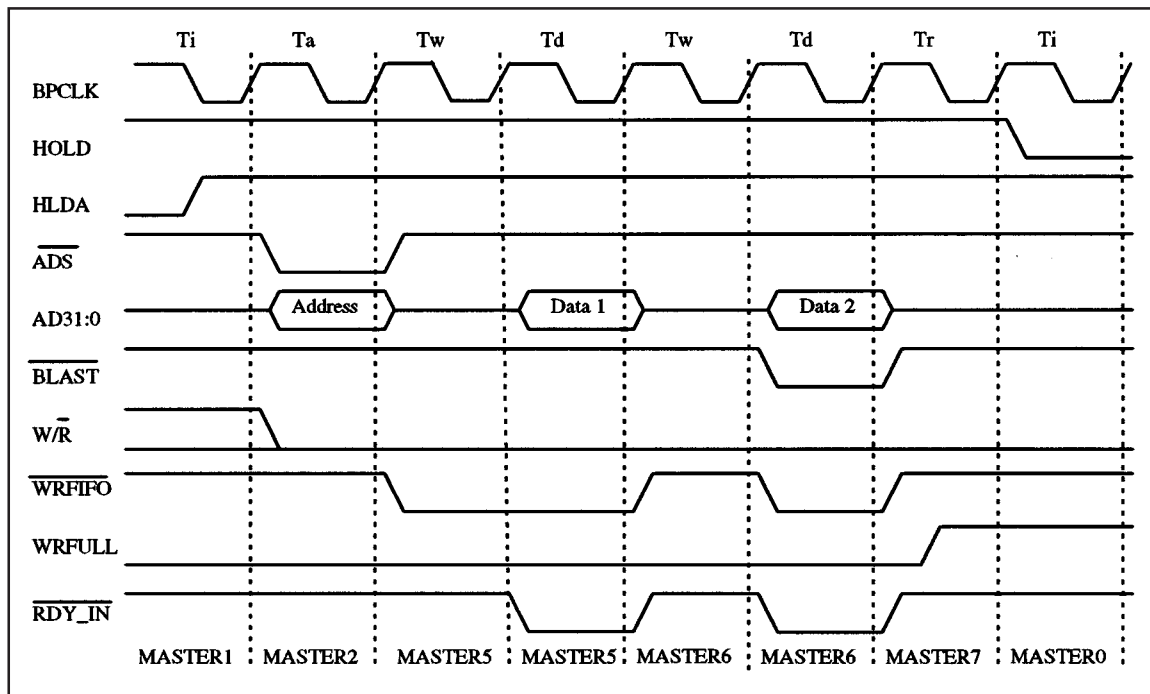 Ti Ta Tw Td Tw Td Tr Ti
BPCLK
HOLD
HLDA
ADS
AD31:0 Address Data 1 Data 2
BLAST
W/R
WRFIFO
WRFULL
RDY_IN
MASTER1 MASTER2 MASTER5 MASTER5 MASTER6 MASTER6 MASTER7 MASTER0